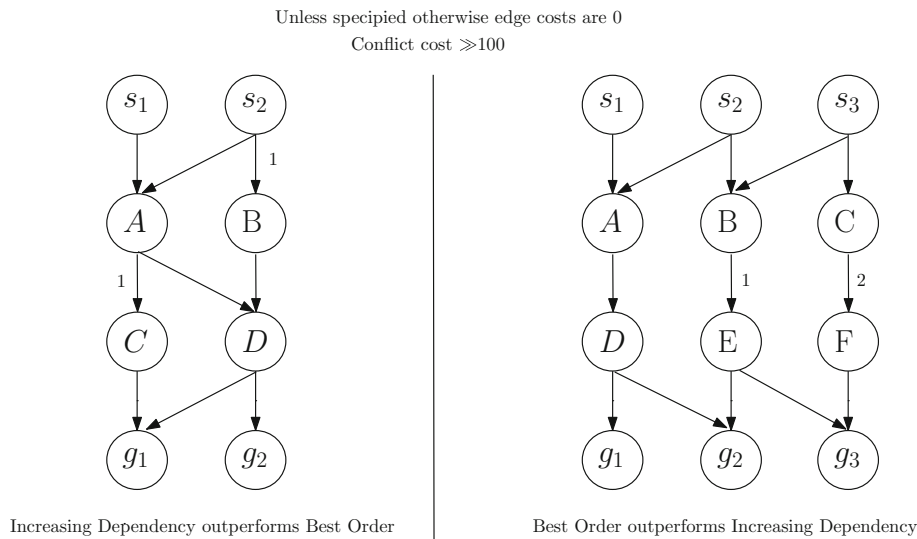 Unless specipied otherwise edge costs are 0
Conflict cost ≫100
s₁ s₂
1
A B
1
C D
g₁ g₂
Increasing Dependency outperforms Best Order
s₁ s₂ s₃
A B C
1 2
D E F
g₁ g₂ g₃
Best Order outperforms Increasing Dependency